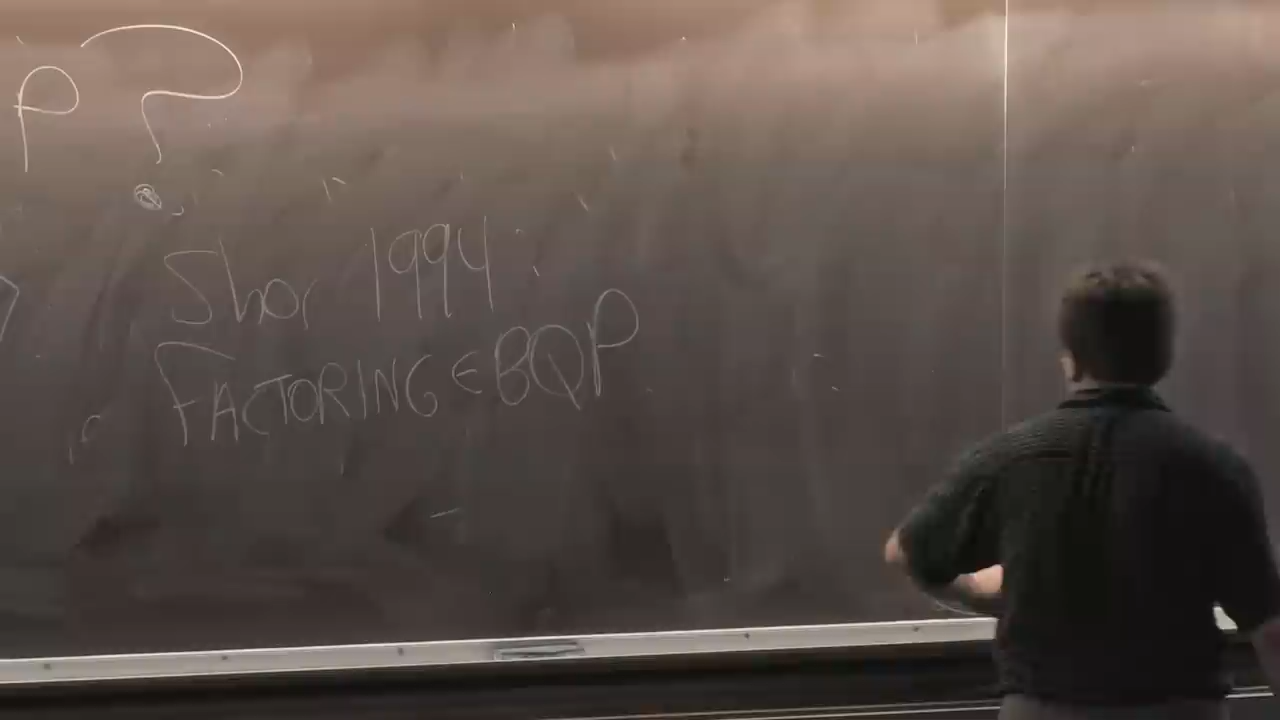 P?
Shor 1994:
FACTORING ∈ BQP